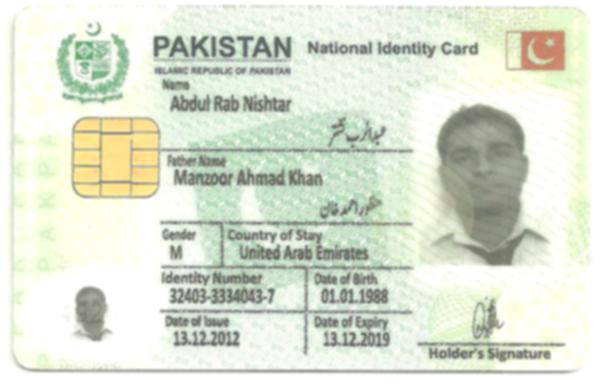 PAKISTAN National Identity Card
ISLAMIC REPUBLIC OF PAKISTAN
Name
Abdul Rab Nishtar
عبدالرب نشتر
Father Name
Manzoor Ahmad Khan
منظور احمد خان
Gender Country of Stay
M United Arab Emirates
Identity Number Date of Birth
32403-3334043-7 01.01.1988
Date of Issue Date of Expiry
13.12.2012 13.12.2019
Holder's Signature